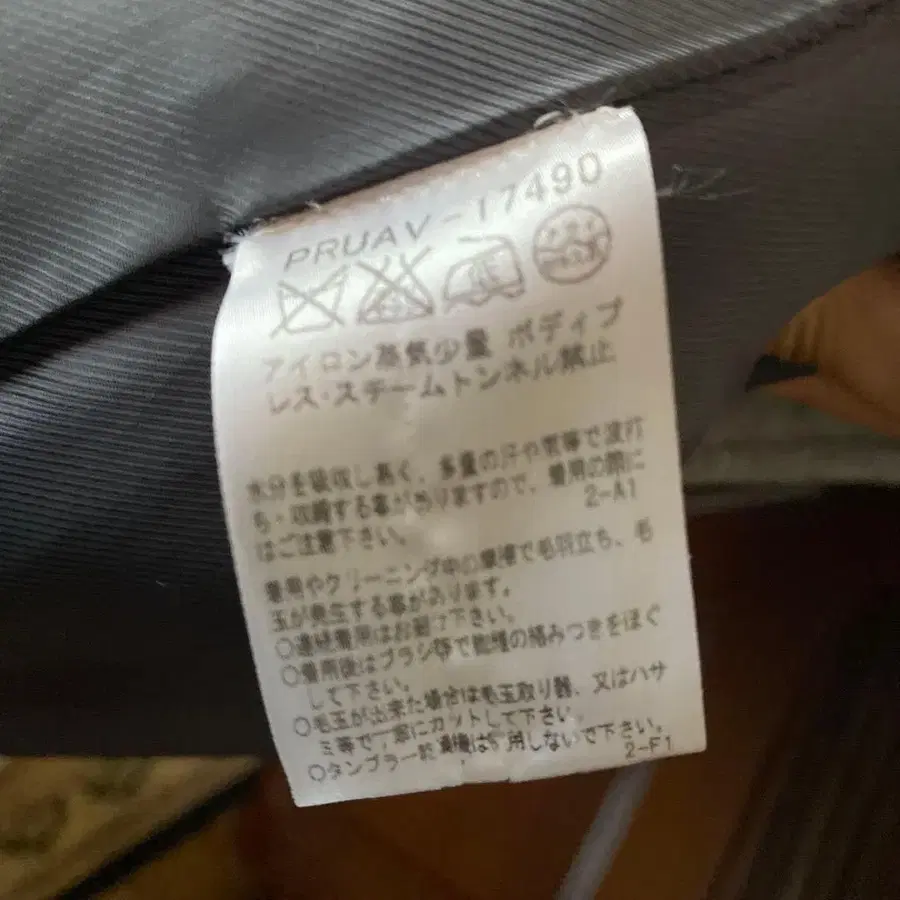 PRUAV-17490
アイロン蒸気少量 ボディプ
レス・スチームトンネル禁止
水分を吸収し易く、多量の汗や雨等で波打
ち・収縮する事がありますので、着用の際に
はご注意下さい。 2-A1
着用やクリーニング中の摩擦で毛羽立ち、毛
玉が発生する事があります。
○連続着用はお避け下さい。
○着用後はブラシ等で繊維の絡みつきをほぐ
して下さい。
○毛玉が出来た場合は毛玉取り器、又はハサ
ミ等で丁寧にカットして下さい。
○タンブラー乾燥機は使用しないで下さい。
2-F1